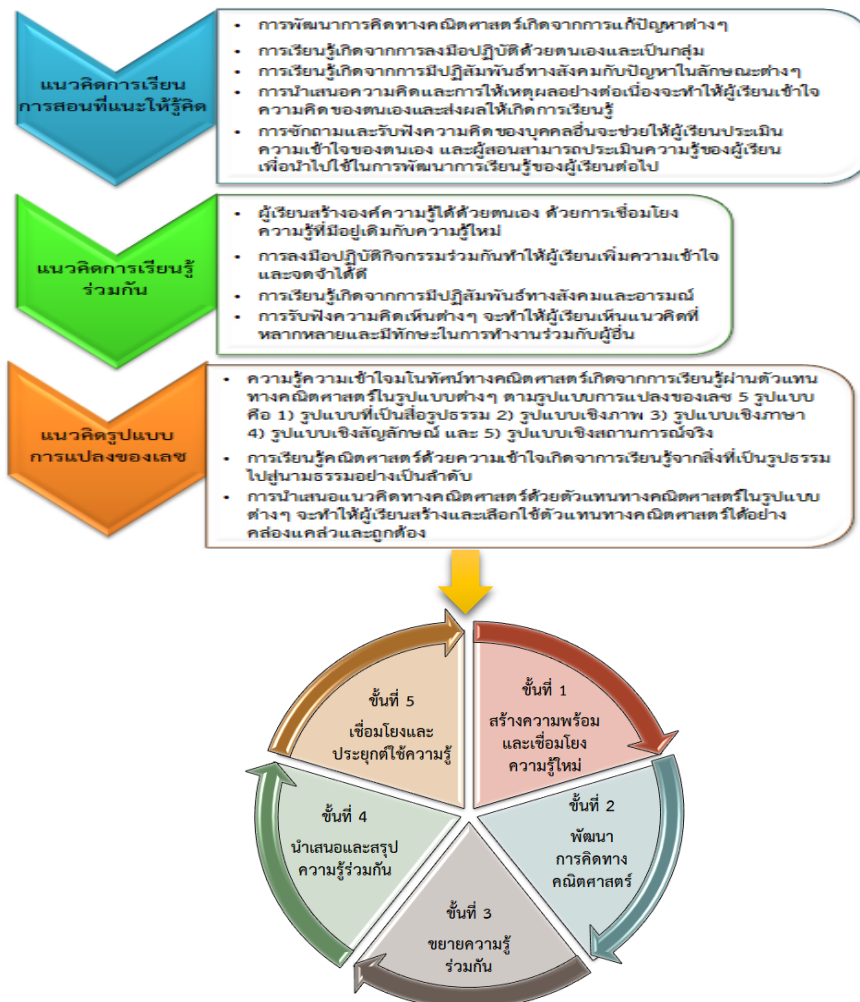 แนวคิดการเรียน
การสอนที่แนะให้รู้คิด
• การพัฒนาการคิดทางคณิตศาสตร์เกิดจากการแก้ปัญหาต่างๆ
• การเรียนรู้เกิดจากการลงมือปฏิบัติด้วยตนเองและเป็นกลุ่ม
• การเรียนรู้เกิดจากการมีปฏิสัมพันธ์ทางสังคมกับปัญหาในลักษณะต่างๆ
• การนำเสนอความคิดและการให้เหตุผลอย่างต่อเนื่องจะทำให้ผู้เรียนเข้าใจ
ความคิดของตนเองและส่งผลให้เกิดการเรียนรู้
• การซักถามและรับฟังความคิดของบุคคลอื่นจะช่วยให้ผู้เรียนประเมิน
ความเข้าใจของตนเอง และผู้สอนสามารถประเมินความรู้ของผู้เรียน
เพื่อนำไปใช้ในการพัฒนาการเรียนรู้ของผู้เรียนต่อไป
แนวคิดการเรียนรู้
ร่วมกัน
• ผู้เรียนสร้างองค์ความรู้ได้ด้วยตนเอง ด้วยการเชื่อมโยง
ความรู้ที่มีอยู่เดิมกับความรู้ใหม่
• การลงมือปฏิบัติกิจกรรมร่วมกันทำให้ผู้เรียนเพิ่มความเข้าใจ
และจดจำได้ดี
• การเรียนรู้เกิดจากการมีปฏิสัมพันธ์ทางสังคมและอารมณ์
• การรับฟังความคิดเห็นต่างๆ จะทำให้ผู้เรียนเห็นแนวคิดที่
หลากหลายและมีทักษะในการทำงานร่วมกับผู้อื่น
แนวคิดรูปแบบ
การแปลงของเลช
• ความรู้ความเข้าใจมโนทัศน์ทางคณิตศาสตร์เกิดจากการเรียนรู้ผ่านตัวแทน
ทางคณิตศาสตร์ในรูปแบบต่างๆ ตามรูปแบบการแปลงของเลช 5 รูปแบบ
คือ 1) รูปแบบที่เป็นสื่อรูปธรรม 2) รูปแบบเชิงภาพ 3) รูปแบบเชิงภาษา
4) รูปแบบเชิงสัญลักษณ์ และ 5) รูปแบบเชิงสถานการณ์จริง
• การเรียนรู้คณิตศาสตร์ด้วยความเข้าใจเกิดจาการเรียนรู้จากสิ่งที่เป็นรูปธรรม
ไปสู่นามธรรมอย่างเป็นลำดับ
• การนำเสนอแนวคิดทางคณิตศาสตร์ด้วยตัวแทนทางคณิตศาสตร์ในรูปแบบ
ต่างๆ จะทำให้ผู้เรียนสร้างและเลือกใช้ตัวแทนทางคณิตศาสตร์ได้อย่าง
คล่องแคล่วและถูกต้อง
ขั้นที่ 1
สร้างความพร้อม
และเชื่อมโยง
ความรู้ใหม่
ขั้นที่ 2
พัฒนา
การคิดทาง
คณิตศาสตร์
ขั้นที่ 3
ขยายความรู้
ร่วมกัน
ขั้นที่ 4
นำเสนอและสรุป
ความรู้ร่วมกัน
ขั้นที่ 5
เชื่อมโยงและ
ประยุกต์ใช้ความรู้